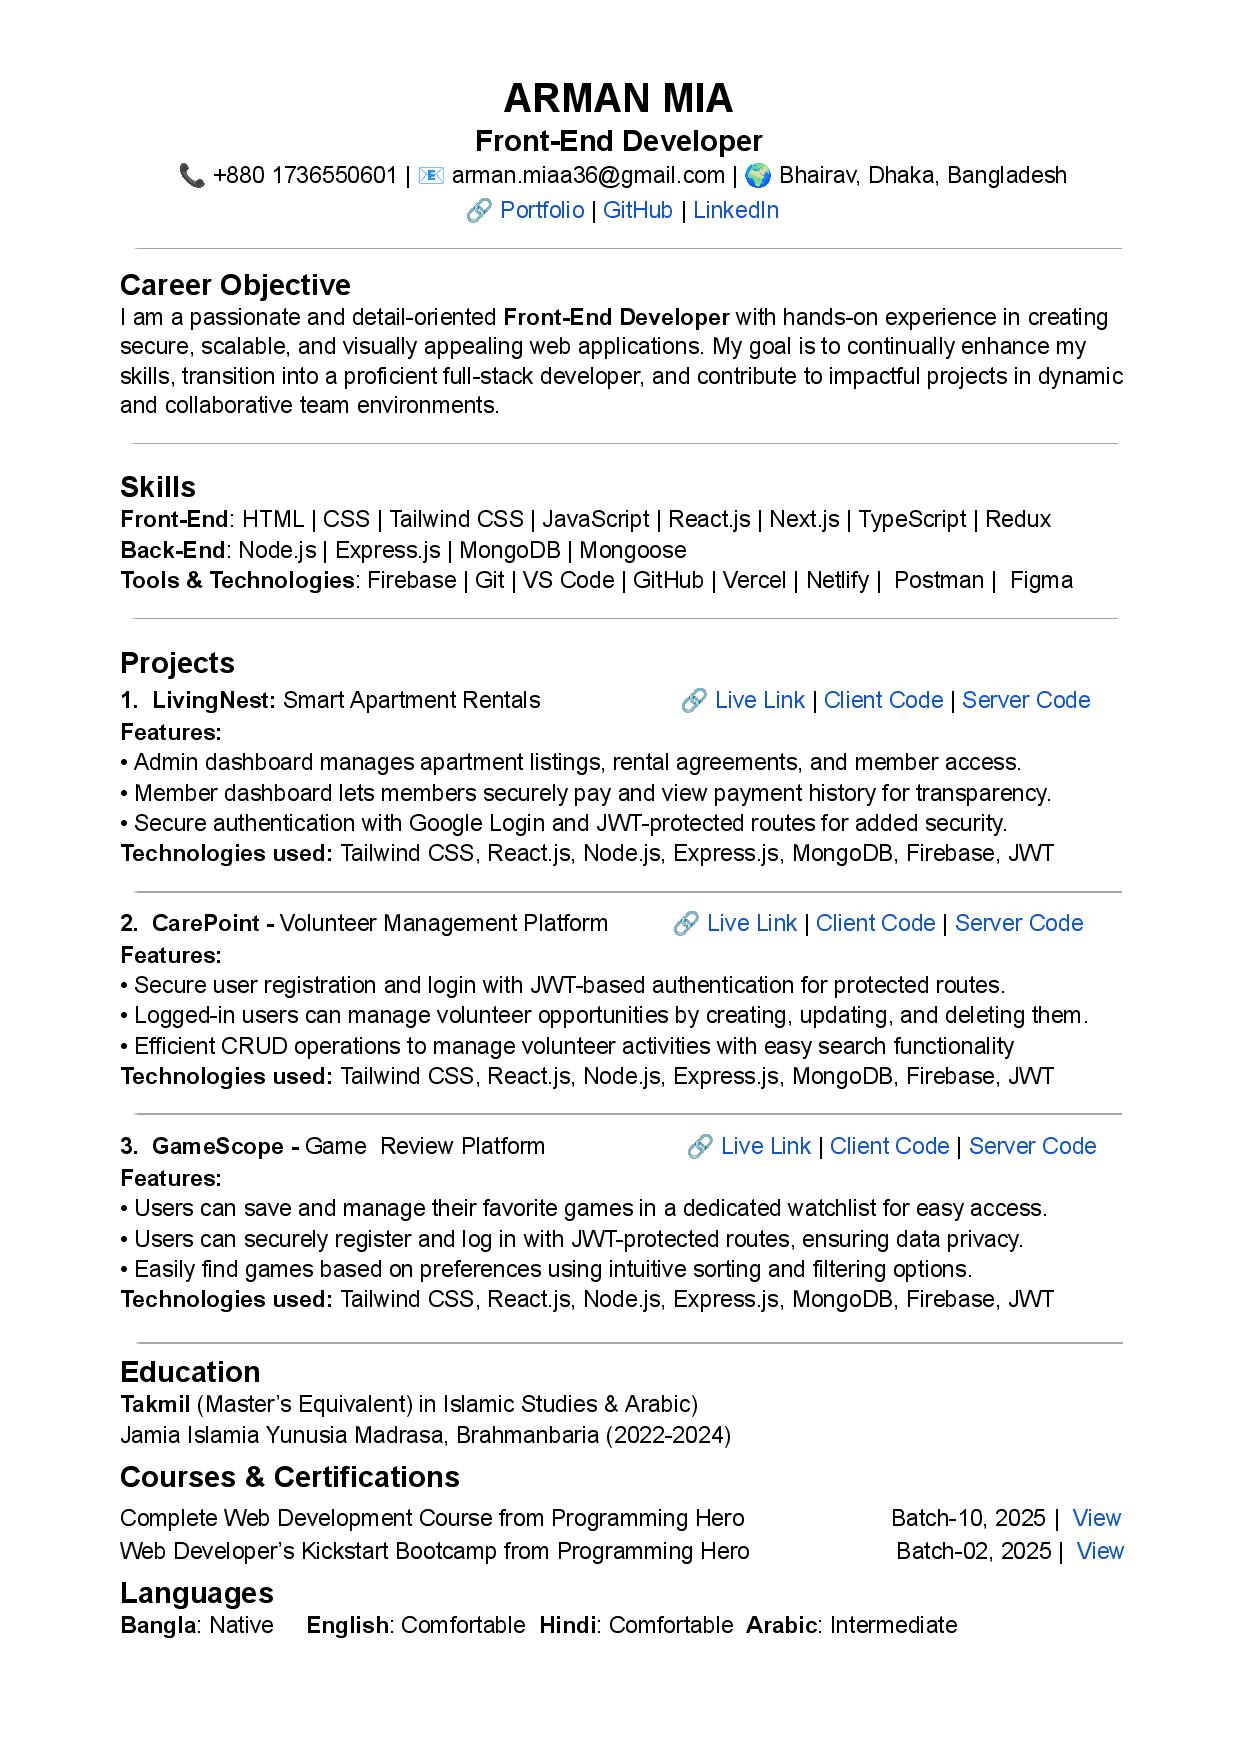 ARMAN MIA
Front-End Developer
📞 +880 1736550601 | 📧 arman.miaa36@gmail.com | 🌍 Bhairav, Dhaka, Bangladesh
🔗 Portfolio | GitHub | LinkedIn
Career Objective
I am a passionate and detail-oriented Front-End Developer with hands-on experience in creating
secure, scalable, and visually appealing web applications. My goal is to continually enhance my
skills, transition into a proficient full-stack developer, and contribute to impactful projects in dynamic
and collaborative team environments.
Skills
Front-End: HTML | CSS | Tailwind CSS | JavaScript | React.js | Next.js | TypeScript | Redux
Back-End: Node.js | Express.js | MongoDB | Mongoose
Tools & Technologies: Firebase | Git | VS Code | GitHub | Vercel | Netlify | Postman | Figma
Projects
1. LivingNest: Smart Apartment Rentals 🔗 Live Link | Client Code | Server Code
Features:
• Admin dashboard manages apartment listings, rental agreements, and member access.
• Member dashboard lets members securely pay and view payment history for transparency.
• Secure authentication with Google Login and JWT-protected routes for added security.
Technologies used: Tailwind CSS, React.js, Node.js, Express.js, MongoDB, Firebase, JWT
2. CarePoint - Volunteer Management Platform 🔗 Live Link | Client Code | Server Code
Features:
• Secure user registration and login with JWT-based authentication for protected routes.
• Logged-in users can manage volunteer opportunities by creating, updating, and deleting them.
• Efficient CRUD operations to manage volunteer activities with easy search functionality
Technologies used: Tailwind CSS, React.js, Node.js, Express.js, MongoDB, Firebase, JWT
3. GameScope - Game Review Platform 🔗 Live Link | Client Code | Server Code
Features:
• Users can save and manage their favorite games in a dedicated watchlist for easy access.
• Users can securely register and log in with JWT-protected routes, ensuring data privacy.
• Easily find games based on preferences using intuitive sorting and filtering options.
Technologies used: Tailwind CSS, React.js, Node.js, Express.js, MongoDB, Firebase, JWT
Education
Takmil (Master’s Equivalent) in Islamic Studies & Arabic)
Jamia Islamia Yunusia Madrasa, Brahmanbaria (2022-2024)
Courses & Certifications
Complete Web Development Course from Programming Hero Batch-10, 2025 | View
Web Developer’s Kickstart Bootcamp from Programming Hero Batch-02, 2025 | View
Languages
Bangla: Native English: Comfortable Hindi: Comfortable Arabic: Intermediate